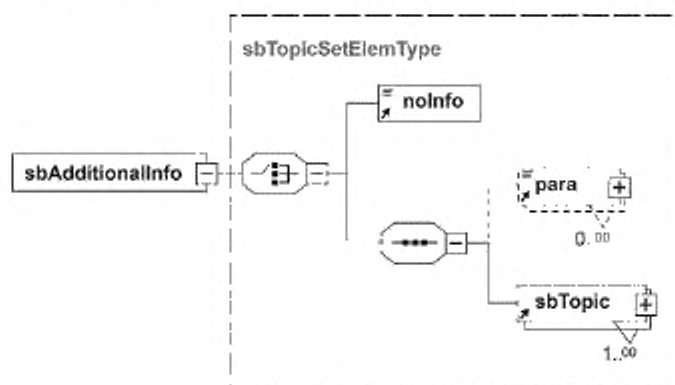 sbTopicSetElemType
noInfo
sbAdditionalInfo
para
0..∞
sbTopic
1..∞